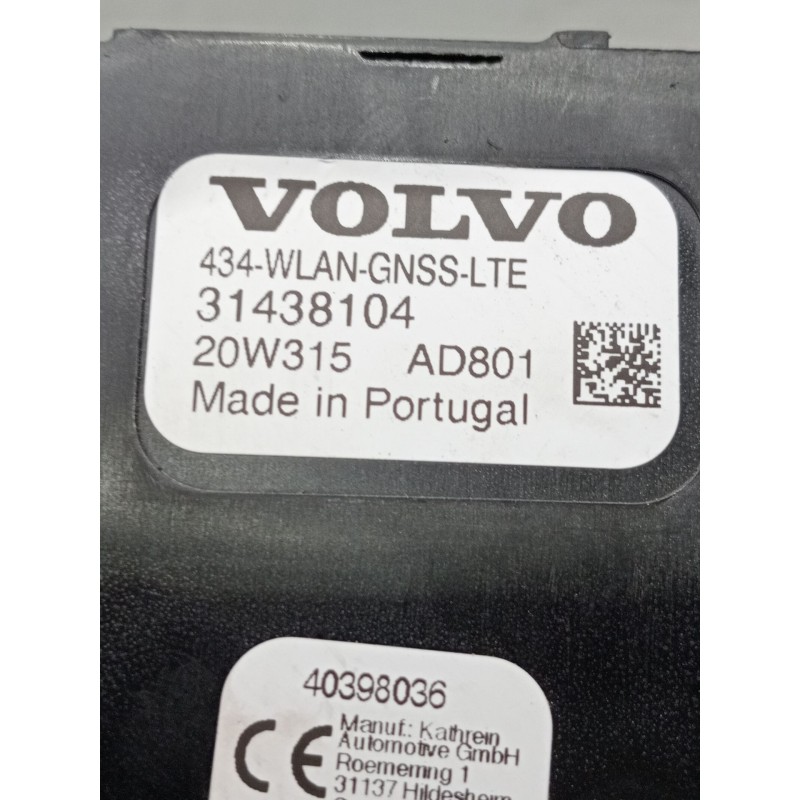 VOLVO
434-WLAN-GNSS-LTE
31438104
20W315 AD801
Made in Portugal
40398036
CE
Manuf.: Kathrein
Automotive GmbH
Roemerring 1
31137 Hildesheim